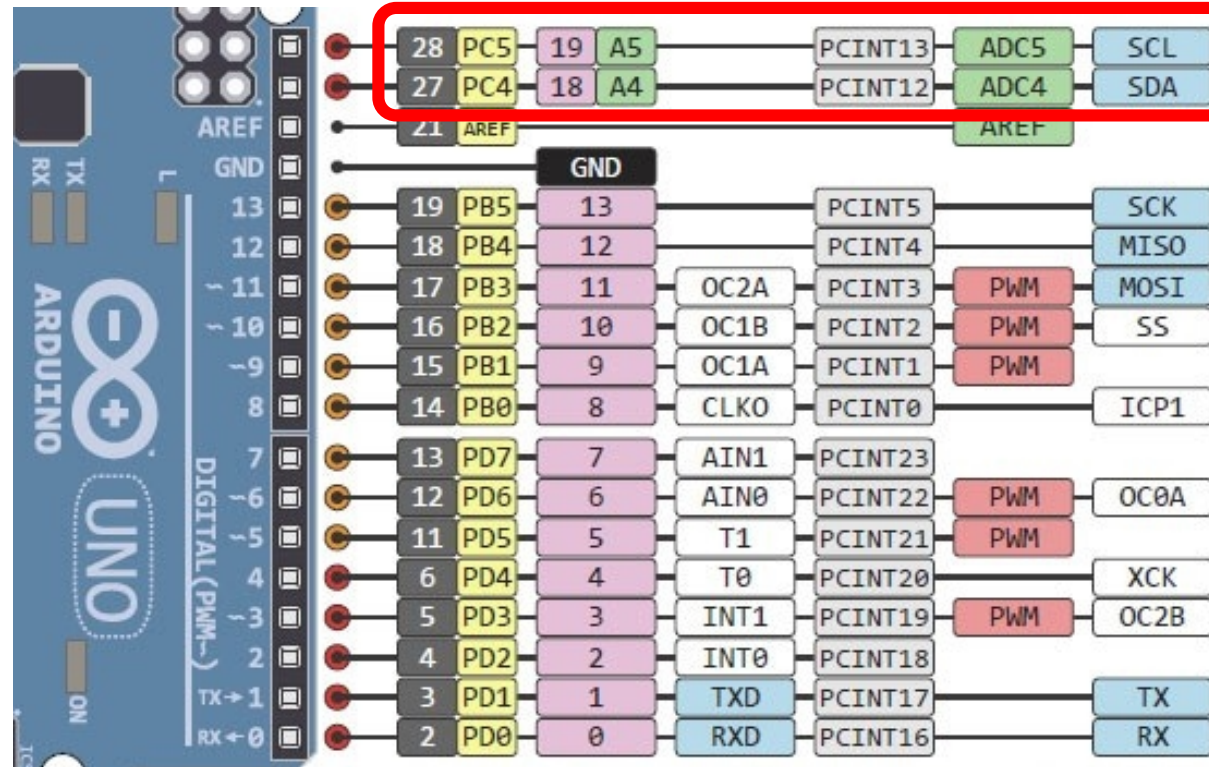 28 PC5 19 A5 PCINT13 ADC5 SCL
27 PC4 18 A4 PCINT12 ADC4 SDA
AREF 21 AREF AREF
GND GND
13 19 PB5 13 PCINT5 SCK
12 18 PB4 12 PCINT4 MISO
~11 17 PB3 11 OC2A PCINT3 PWM MOSI
~10 16 PB2 10 OC1B PCINT2 PWM SS
~9 15 PB1 9 OC1A PCINT1 PWM
8 14 PB0 8 CLKO PCINT0 ICP1
7 13 PD7 7 AIN1 PCINT23
~6 12 PD6 6 AIN0 PCINT22 PWM OC0A
~5 11 PD5 5 T1 PCINT21 PWM
4 6 PD4 4 T0 PCINT20 XCK
~3 5 PD3 3 INT1 PCINT19 PWM OC2B
2 4 PD2 2 INT0 PCINT18
TX→1 3 PD1 1 TXD PCINT17 TX
RX←0 2 PD0 0 RXD PCINT16 RX
RX
TX
L
ARDUINO
UNO
DIGITAL(PWM~)
ON